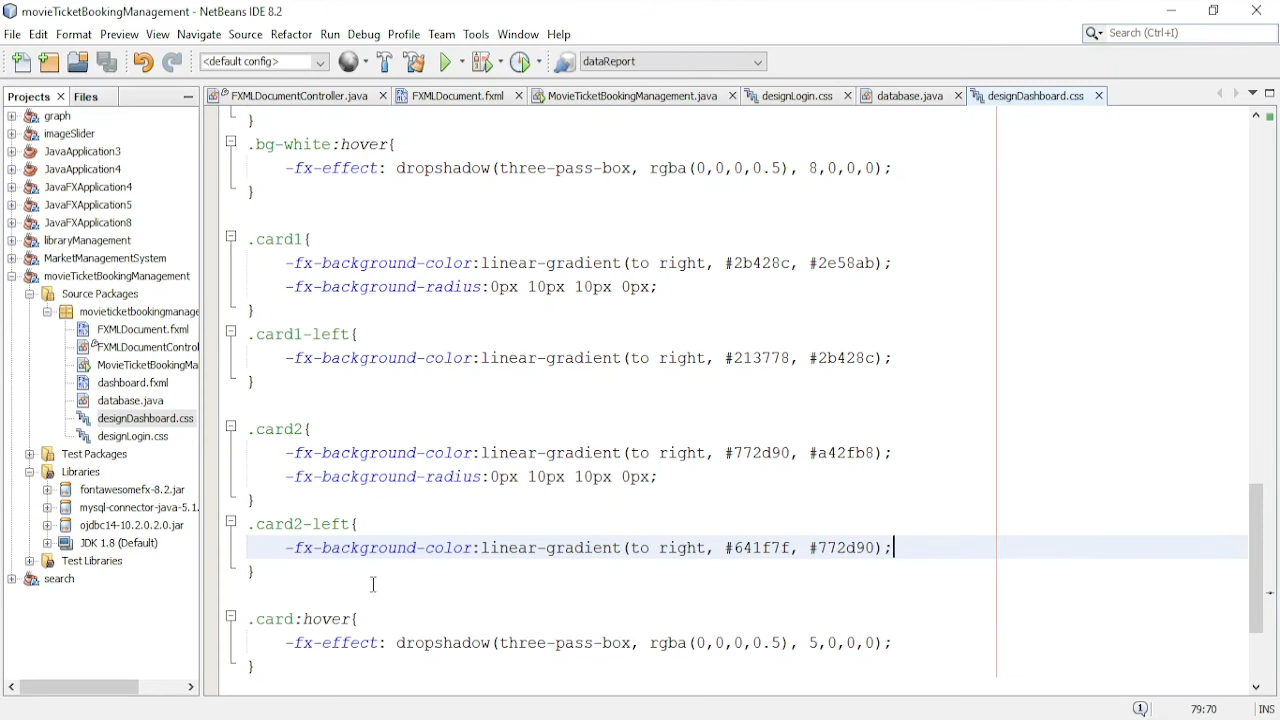 movieTicketBookingManagement - NetBeans IDE 8.2
File Edit Format Preview View Navigate Source Refactor Run Debug Profile Team Tools Window Help
Search (Ctrl+I)
<default config>
dataReport
Projects
Files
FXMLDocumentController.java
FXMLDocument.fxml
MovieTicketBookingManagement.java
designLogin.css
database.java
designDashboard.css
graph
imageSlider
JavaApplication3
JavaApplication4
JavaFXApplication4
JavaFXApplication5
JavaFXApplication8
libraryManagement
MarketManagementSystem
movieTicketBookingManagement
Source Packages
movieticketbookingmanage
FXMLDocument.fxml
FXMLDocumentContro
MovieTicketBookingMa
dashboard.fxml
database.java
designDashboard.css
designLogin.css
Test Packages
Libraries
fontawesomefx-8.2.jar
mysql-connector-java-5.1.
ojdbc14-10.2.0.2.0.jar
JDK 1.8 (Default)
Test Libraries
search
}
.bg-white:hover{
-fx-effect: dropshadow(three-pass-box, rgba(0,0,0,0.5), 8,0,0,0);
}
.card1{
-fx-background-color:linear-gradient(to right, #2b428c, #2e58ab);
-fx-background-radius:0px 10px 10px 0px;
}
.card1-left{
-fx-background-color:linear-gradient(to right, #213778, #2b428c);
}
.card2{
-fx-background-color:linear-gradient(to right, #772d90, #a42fb8);
-fx-background-radius:0px 10px 10px 0px;
}
.card2-left{
-fx-background-color:linear-gradient(to right, #641f7f, #772d90);
}
.card:hover{
-fx-effect: dropshadow(three-pass-box, rgba(0,0,0,0.5), 5,0,0,0);
}
1
79:70
INS